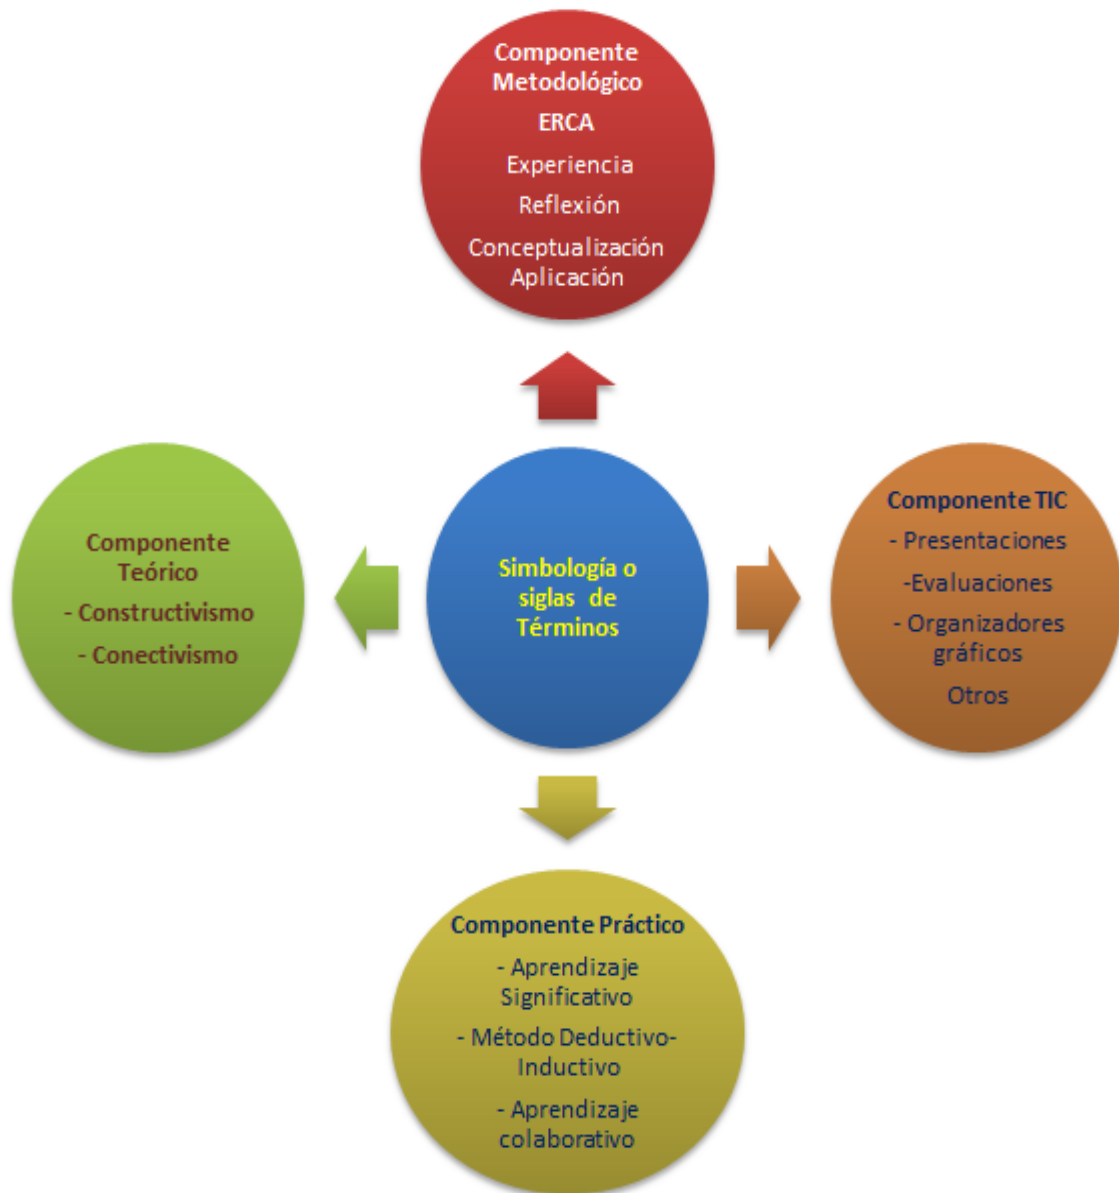 Componente
Metodológico
ERCA
Experiencia
Reflexión
Conceptualización
Aplicación
Componente
Teórico
- Constructivismo
- Conectivismo
Simbología o
siglas de
Términos
Componente TIC
- Presentaciones
-Evaluaciones
- Organizadores
gráficos
Otros
Componente Práctico
- Aprendizaje
Significativo
- Método Deductivo-
Inductivo
- Aprendizaje
colaborativo